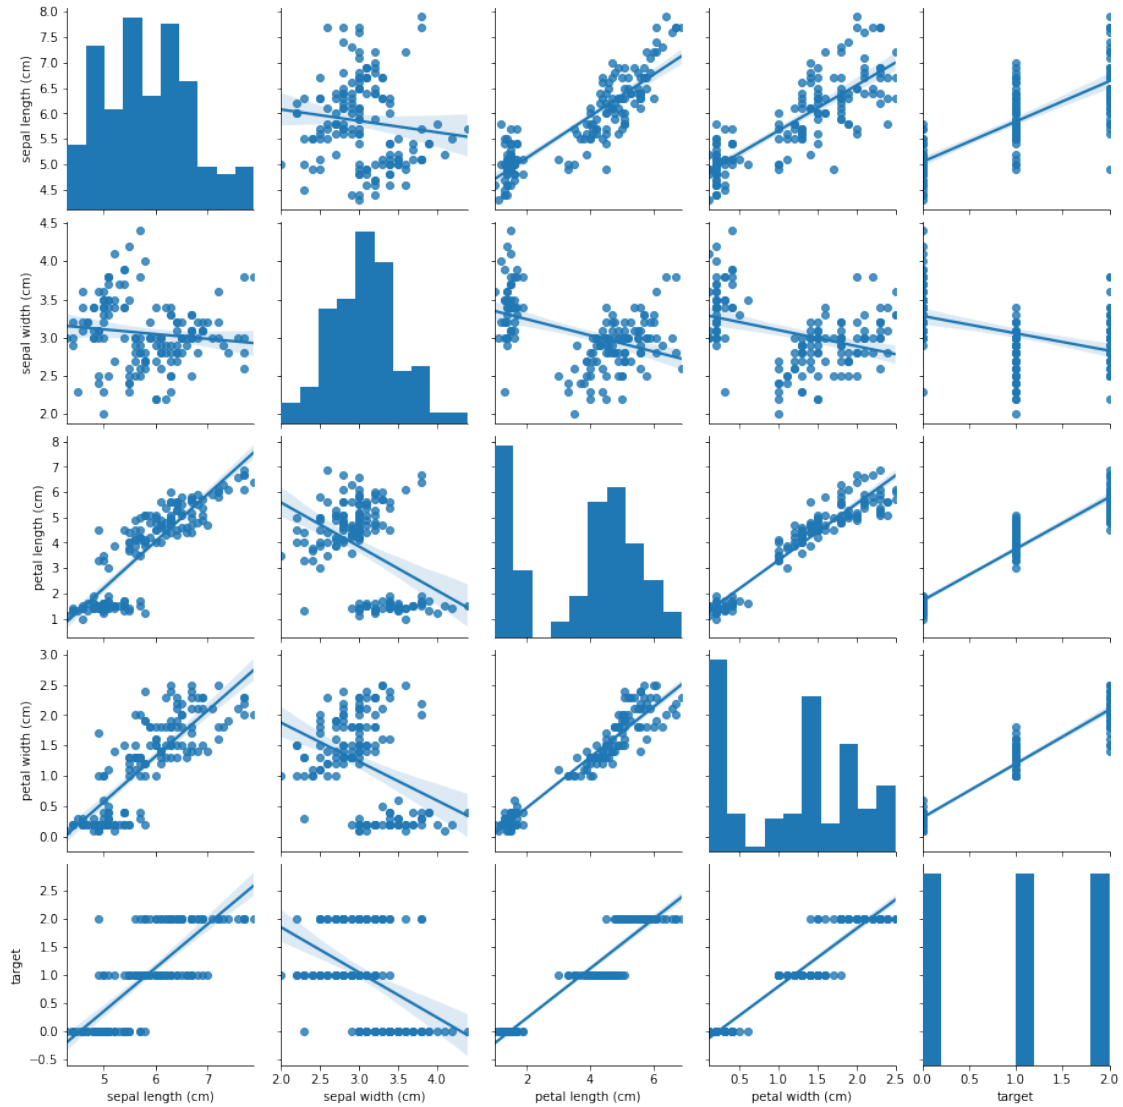 8.0
7.5
7.0
6.5
6.0
5.5
5.0
4.5
sepal length (cm)
4.5
4.0
3.5
3.0
2.5
2.0
sepal width (cm)
8
7
6
5
4
3
2
1
petal length (cm)
3.0
2.5
2.0
1.5
1.0
0.5
0.0
petal width (cm)
2.5
2.0
1.5
1.0
0.5
0.0
−0.5
target
5 6 7
2.0 2.5 3.0 3.5 4.0
2 4 6
0.5 1.0 1.5 2.0 2.5
0.0 0.5 1.0 1.5 2.0
sepal length (cm)
sepal width (cm)
petal length (cm)
petal width (cm)
target